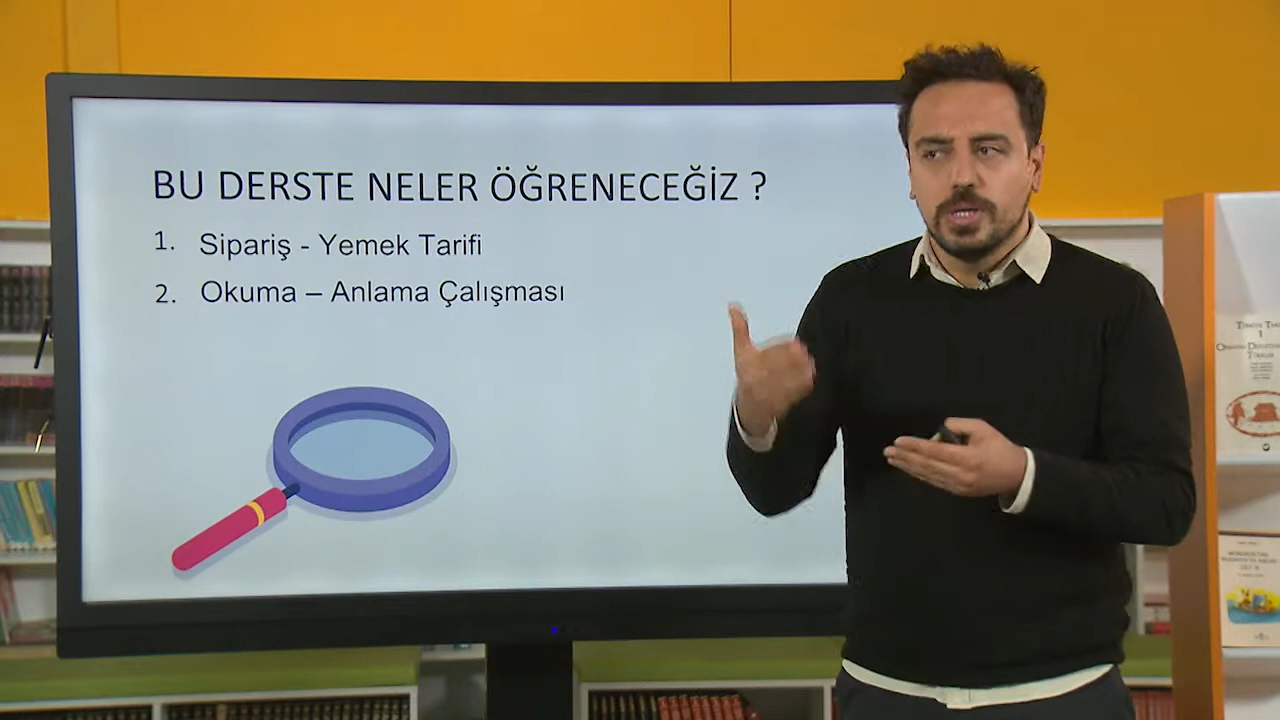 BU DERSTE NELER ÖĞRENECEĞİZ ?
1. Sipariş - Yemek Tarifi
2. Okuma – Anlama Çalışması